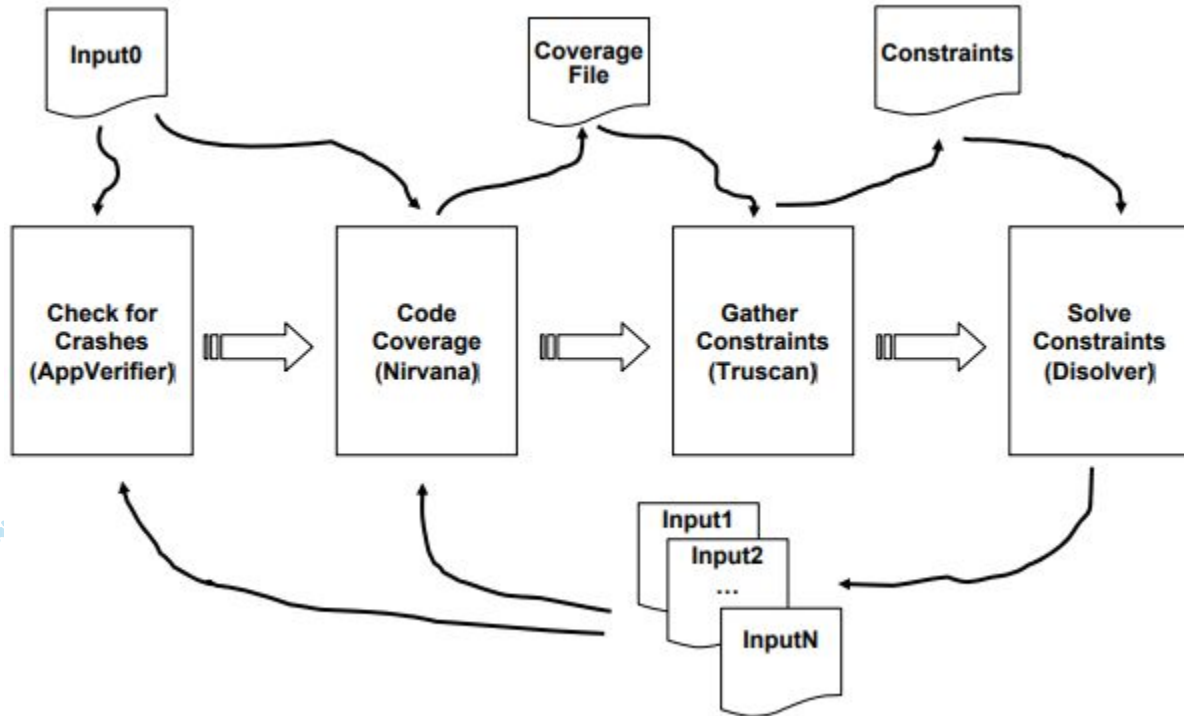 Input0
Coverage
File
Constraints
Check for
Crashes
(AppVerifier)
Code
Coverage
(Nirvana)
Gather
Constraints
(Truscan)
Solve
Constraints
(Disolver)
Input1
Input2
...
InputN